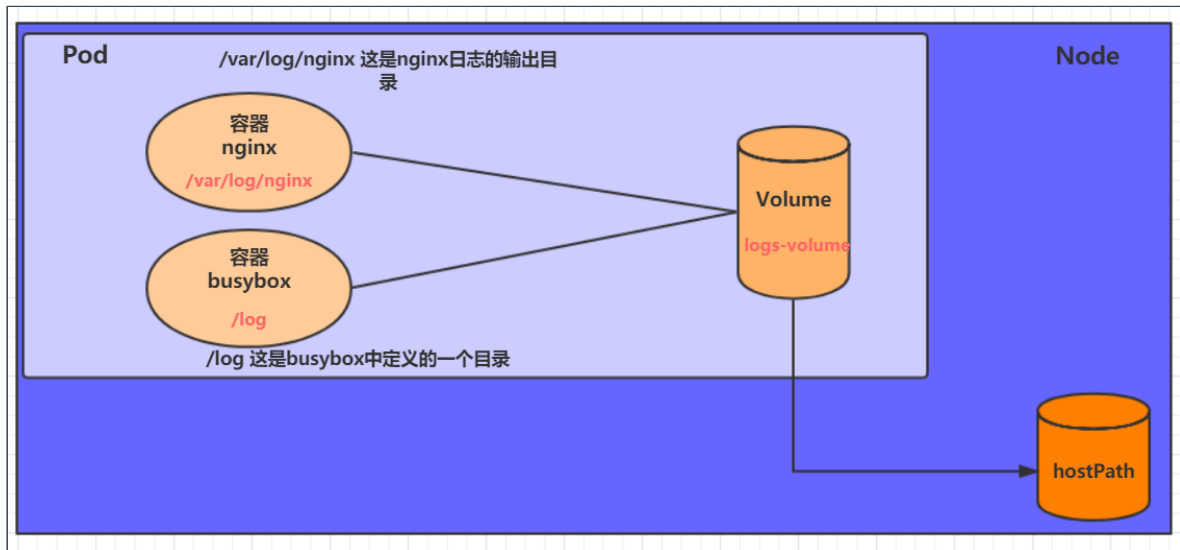 Pod
/var/log/nginx 这是nginx日志的输出目
录
Node
容器
nginx
/var/log/nginx
Volume
logs-volume
容器
busybox
/log
/log 这是busybox中定义的一个目录
hostPath